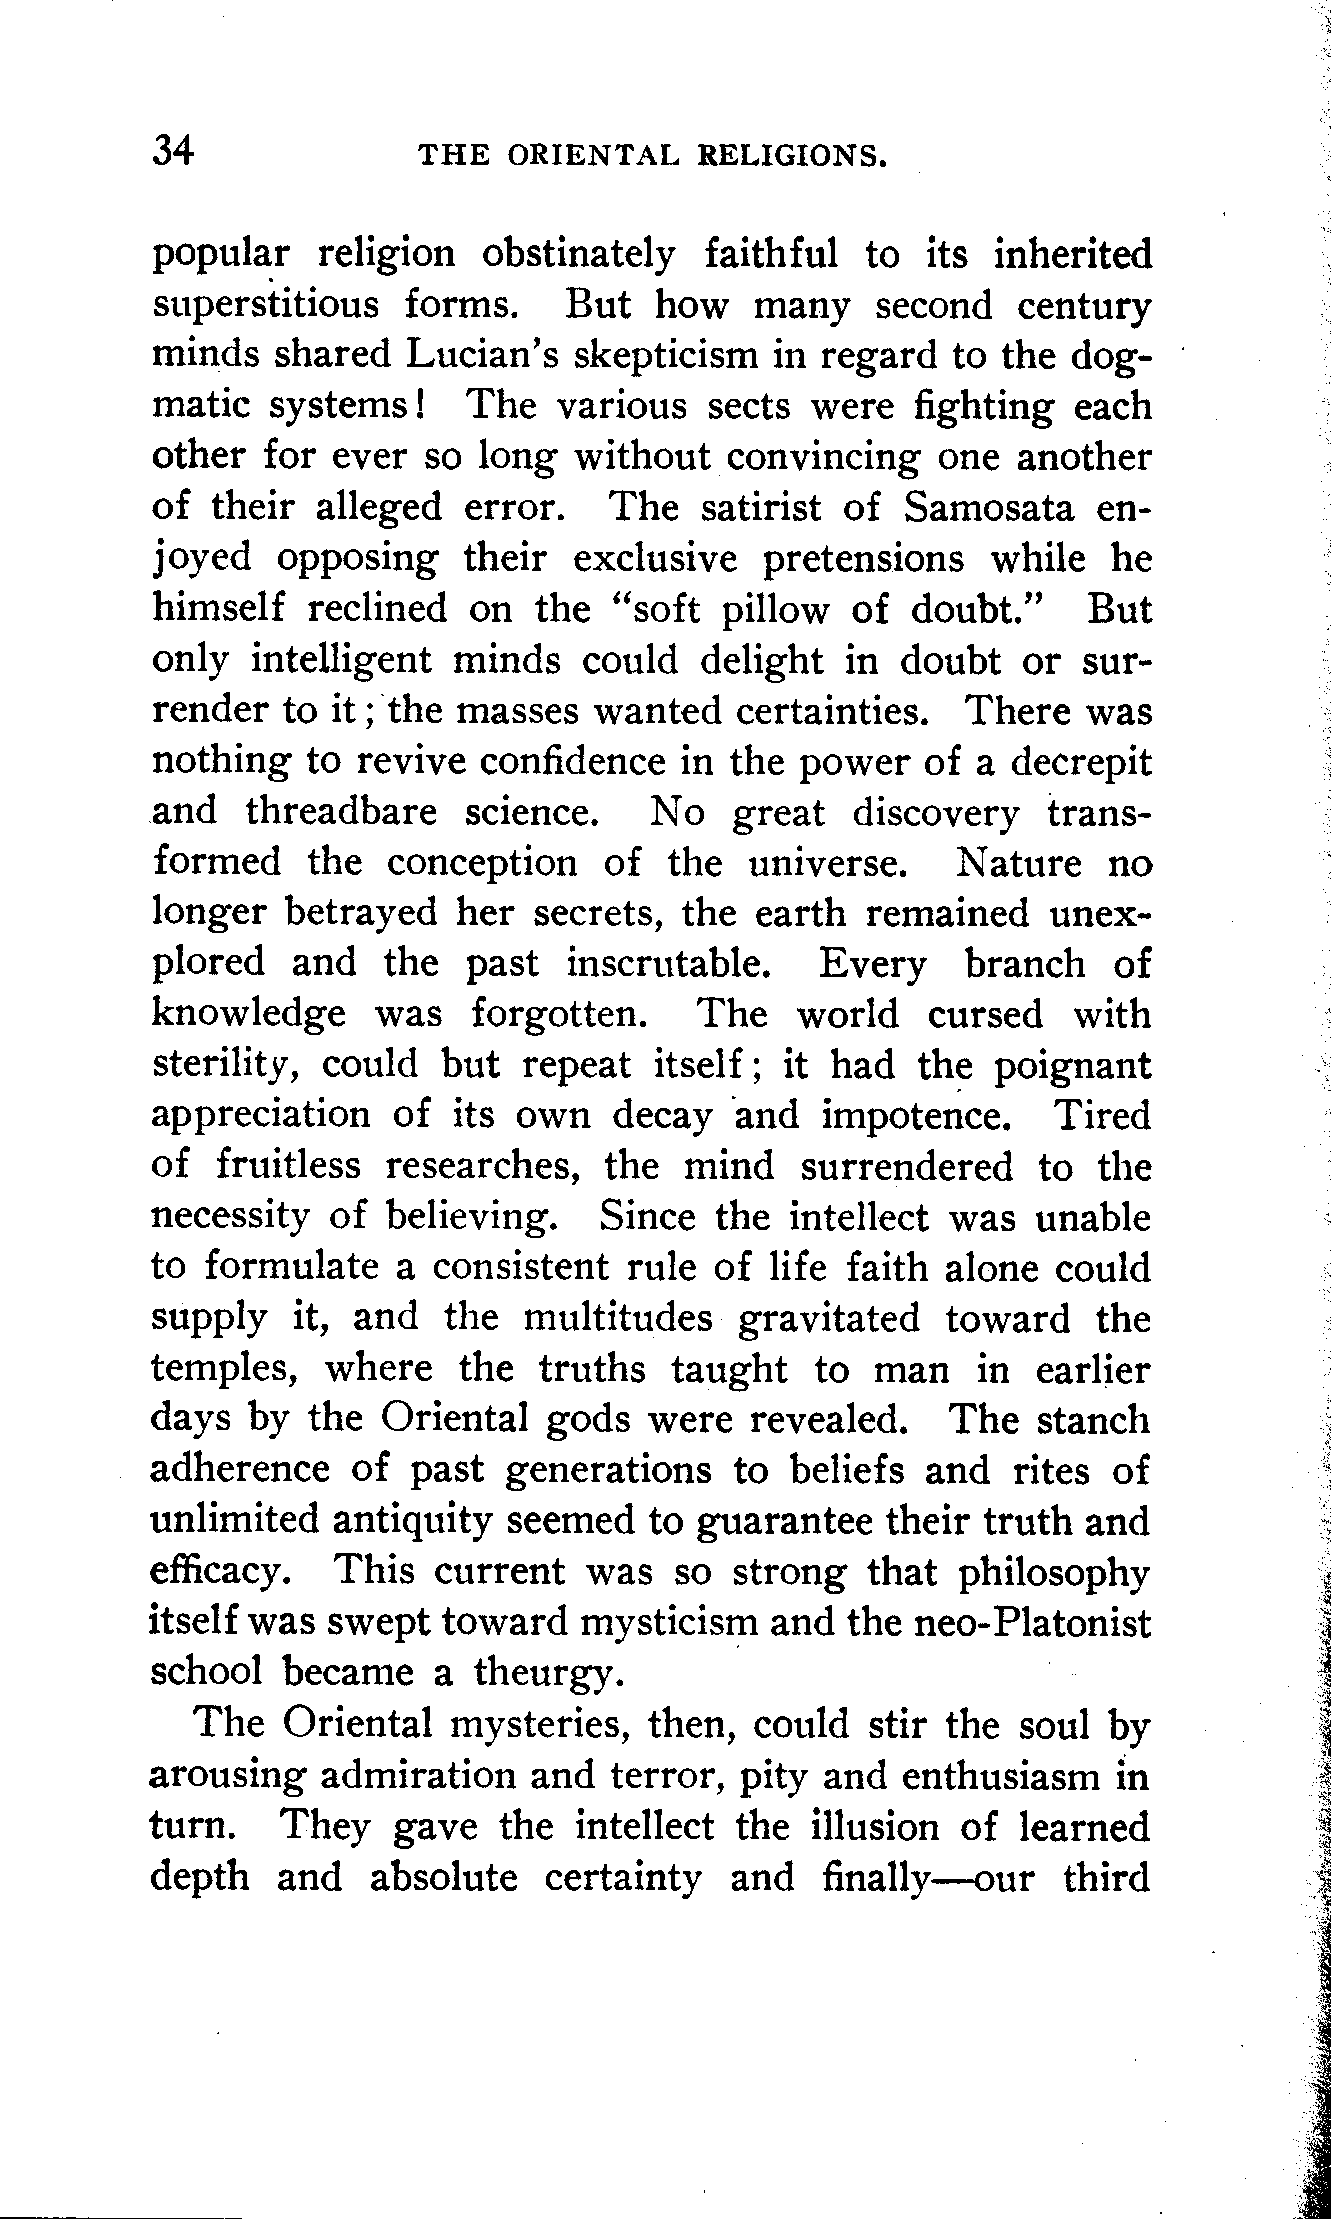 34 THE ORIENTAL RELIGIONS.
popular religion obstinately faithful to its inherited
superstitious forms. But how many second century
minds shared Lucian's skepticism in regard to the dog-
matic systems! The various sects were fighting each
other for ever so long without convincing one another
of their alleged error. The satirist of Samosata en-
joyed opposing their exclusive pretensions while he
himself reclined on the "soft pillow of doubt." But
only intelligent minds could delight in doubt or sur-
render to it; the masses wanted certainties. There was
nothing to revive confidence in the power of a decrepit
and threadbare science. No great discovery trans-
formed the conception of the universe. Nature no
longer betrayed her secrets, the earth remained unex-
plored and the past inscrutable. Every branch of
knowledge was forgotten. The world cursed with
sterility, could but repeat itself; it had the poignant
appreciation of its own decay and impotence. Tired
of fruitless researches, the mind surrendered to the
necessity of believing. Since the intellect was unable
to formulate a consistent rule of life faith alone could
supply it, and the multitudes gravitated toward the
temples, where the truths taught to man in earlier
days by the Oriental gods were revealed. The stanch
adherence of past generations to beliefs and rites of
unlimited antiquity seemed to guarantee their truth and
efficacy. This current was so strong that philosophy
itself was swept toward mysticism and the neo-Platonist
school became a theurgy.
The Oriental mysteries, then, could stir the soul by
arousing admiration and terror, pity and enthusiasm in
turn. They gave the intellect the illusion of learned
depth and absolute certainty and finally—our third